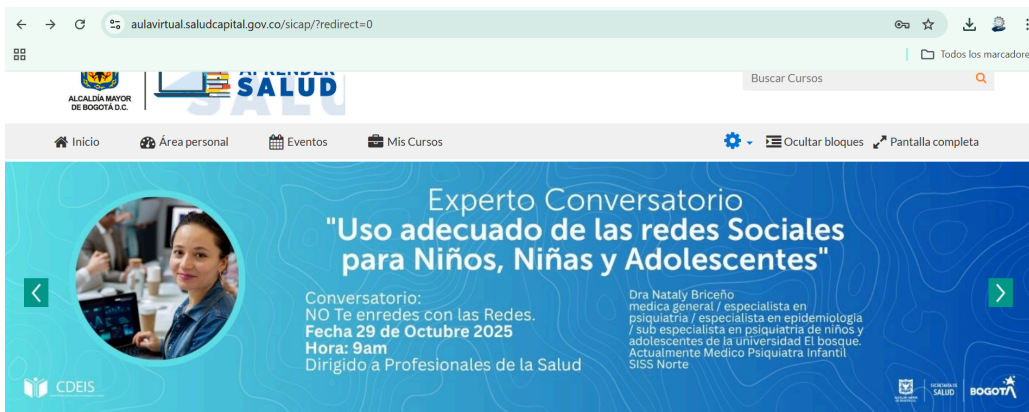 aulavirtual.saludcapital.gov.co/sicap/?redirect=0
Todos los marcadore
APRENDER
SALUD
ALCALDÍA MAYOR
DE BOGOTÁ D.C.
Buscar Cursos
Inicio Área personal Eventos Mis Cursos Ocultar bloques Pantalla completa
Experto Conversatorio
"Uso adecuado de las redes Sociales
para Niños, Niñas y Adolescentes"
Conversatorio:
NO Te enredes con las Redes.
Fecha 29 de Octubre 2025
Hora: 9am
Dirigido a Profesionales de la Salud
Dra Nataly Briceño
medica general / especialista en
psiquiatria / especialista en epidemiologia
/ sub especialista en psiquiatria de niños y
adolescentes de la universidad El bosque.
Actualmente Medico Psiquiatra Infantil
SISS Norte
CDEIS
SECRETARÍA DE
SALUD
BOGOTÁ